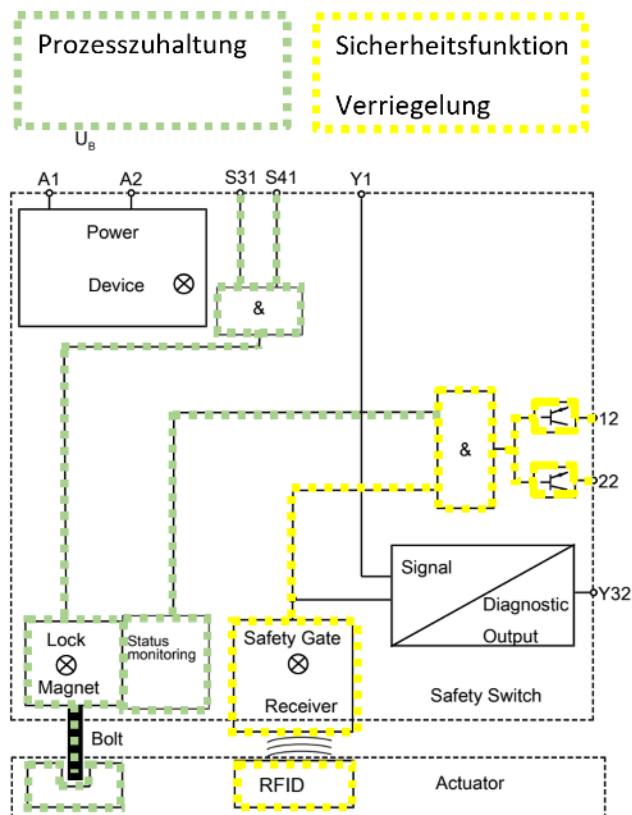 Prozesszuhaltung
Sicherheitsfunktion
Verriegelung
UB
A1 A2 S31 S41 Y1
Power
Device
&
12
&
22
Signal
Diagnostic
Output
Y32
Lock
Magnet
Status
monitoring
Safety Gate
Receiver
Safety Switch
Bolt
RFID
Actuator